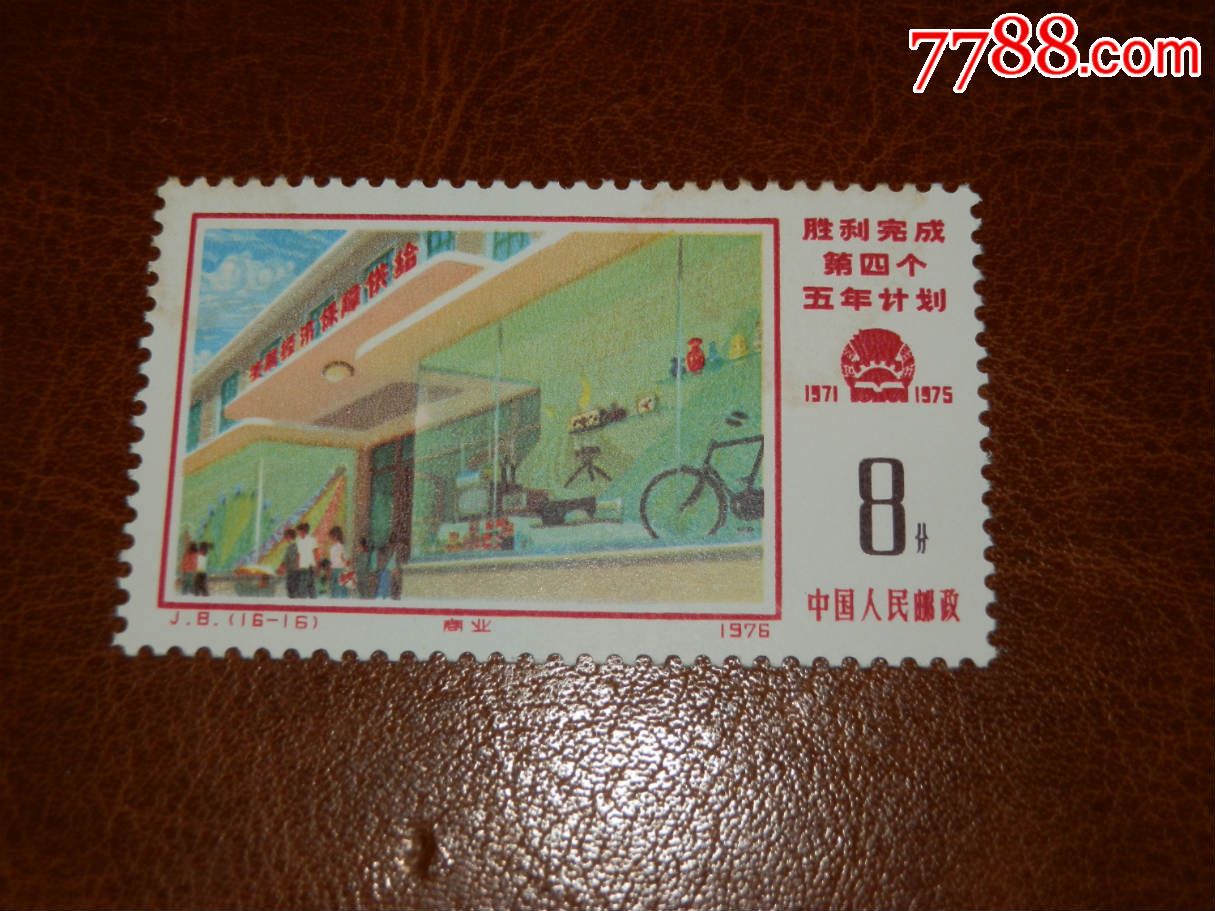 7788.com
胜利完成
第四个
五年计划
1971 1975
8分
中国人民邮政
发展经济保障供给
J.8.(16-16) 商业 1976